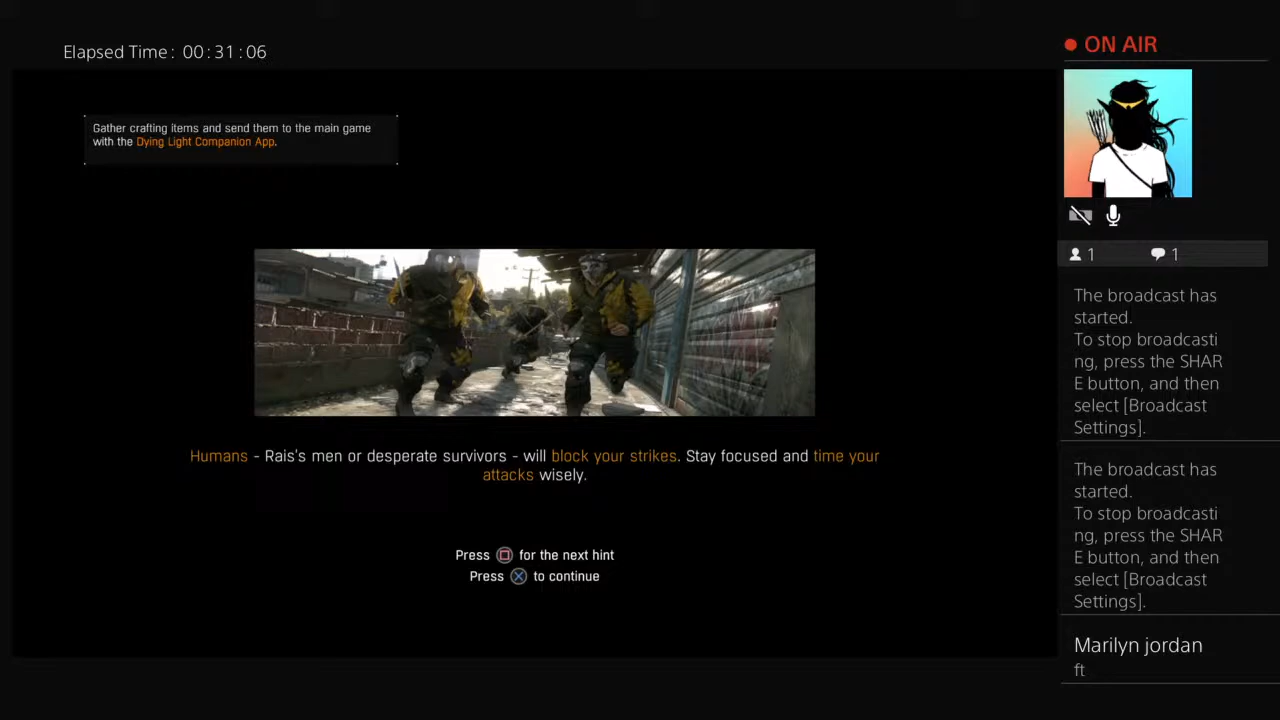 Elapsed Time: 00:31:06
ON AIR
Gather crafting items and send them to the main game
with the Dying Light Companion App.
Humans - Rais's men or desperate survivors - will block your strikes. Stay focused and time your
attacks wisely.
Press for the next hint
Press to continue
1 1
The broadcast has
started.
To stop broadcasti
ng, press the SHAR
E button, and then
select [Broadcast
Settings].
The broadcast has
started.
To stop broadcasti
ng, press the SHAR
E button, and then
select [Broadcast
Settings].
Marilyn jordan
ft